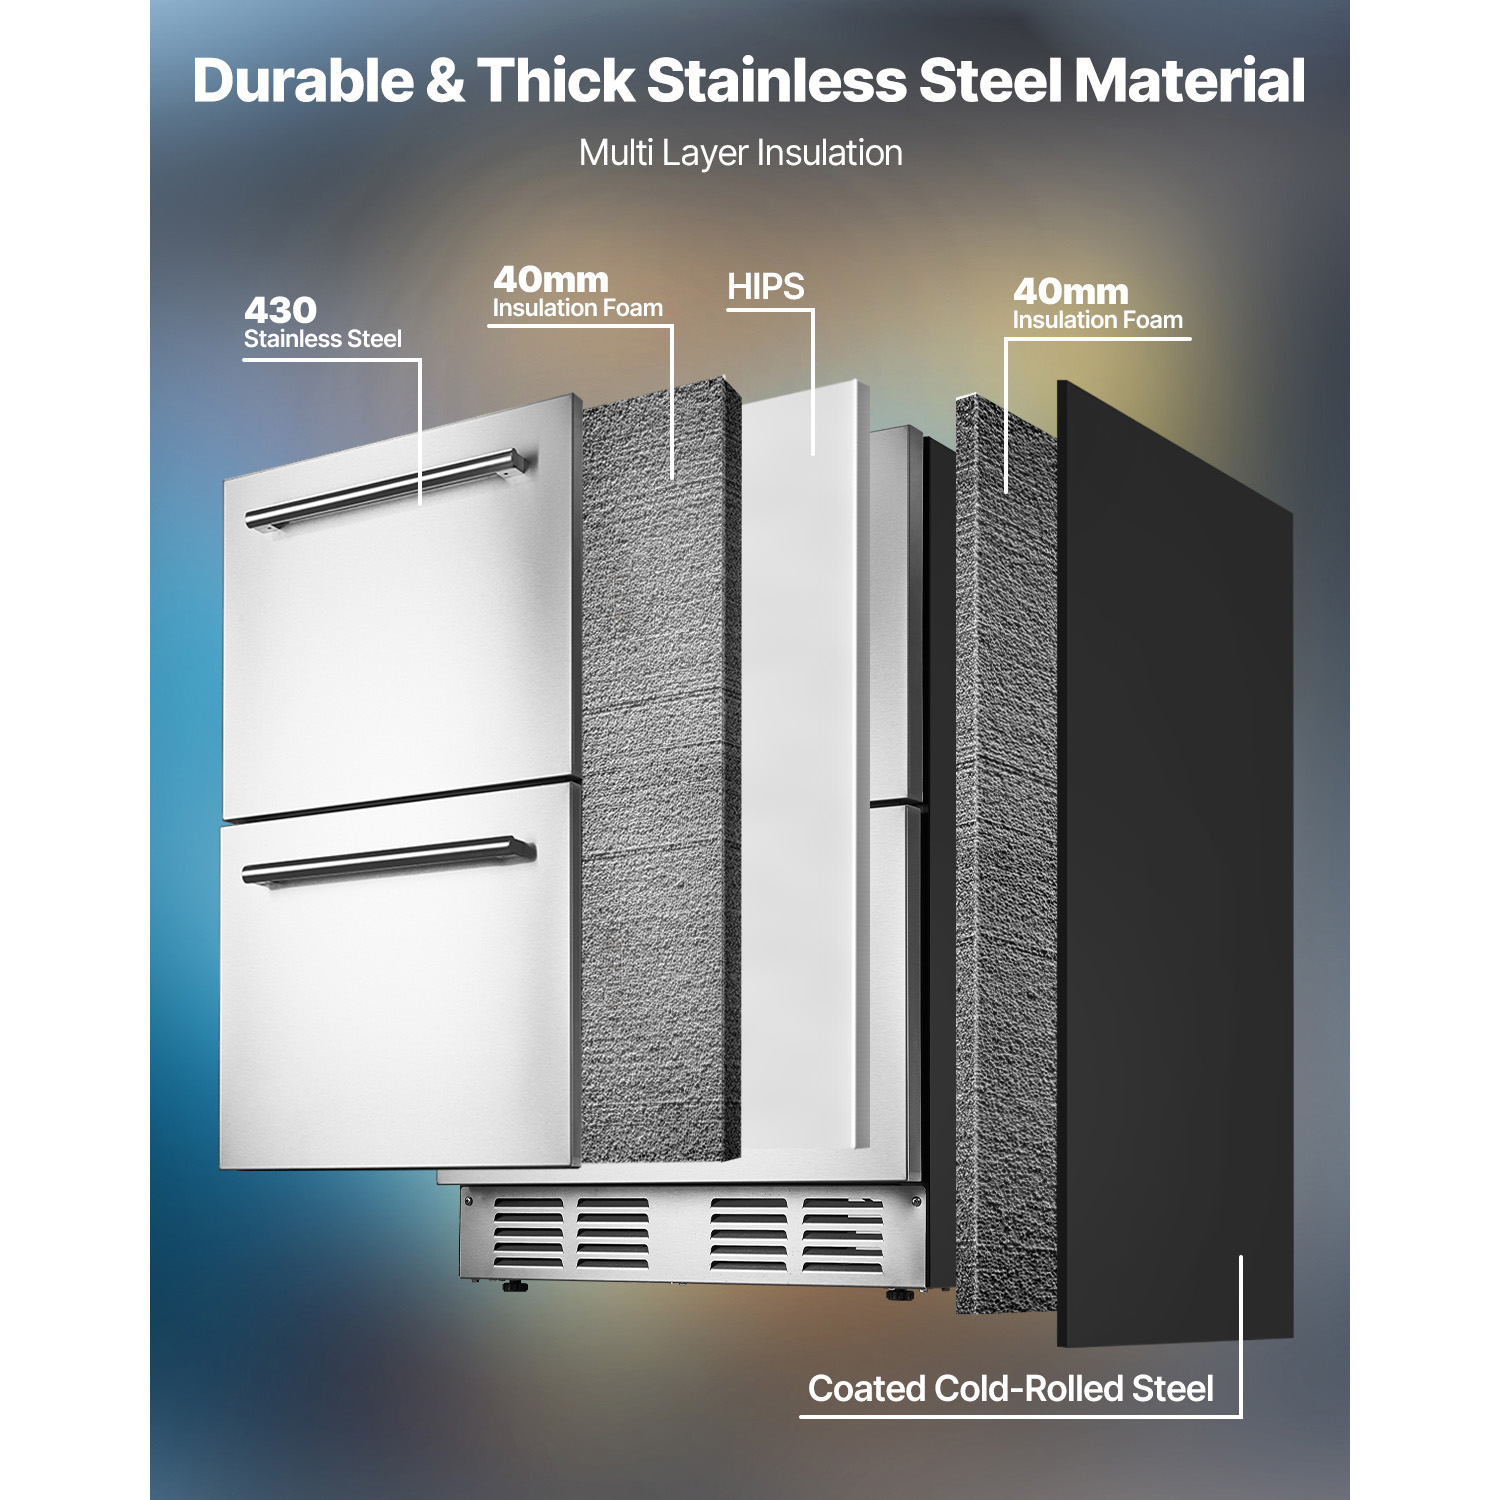 Durable & Thick Stainless Steel Material
Multi Layer Insulation
430
Stainless Steel
40mm
Insulation Foam
HIPS
40mm
Insulation Foam
Coated Cold-Rolled Steel